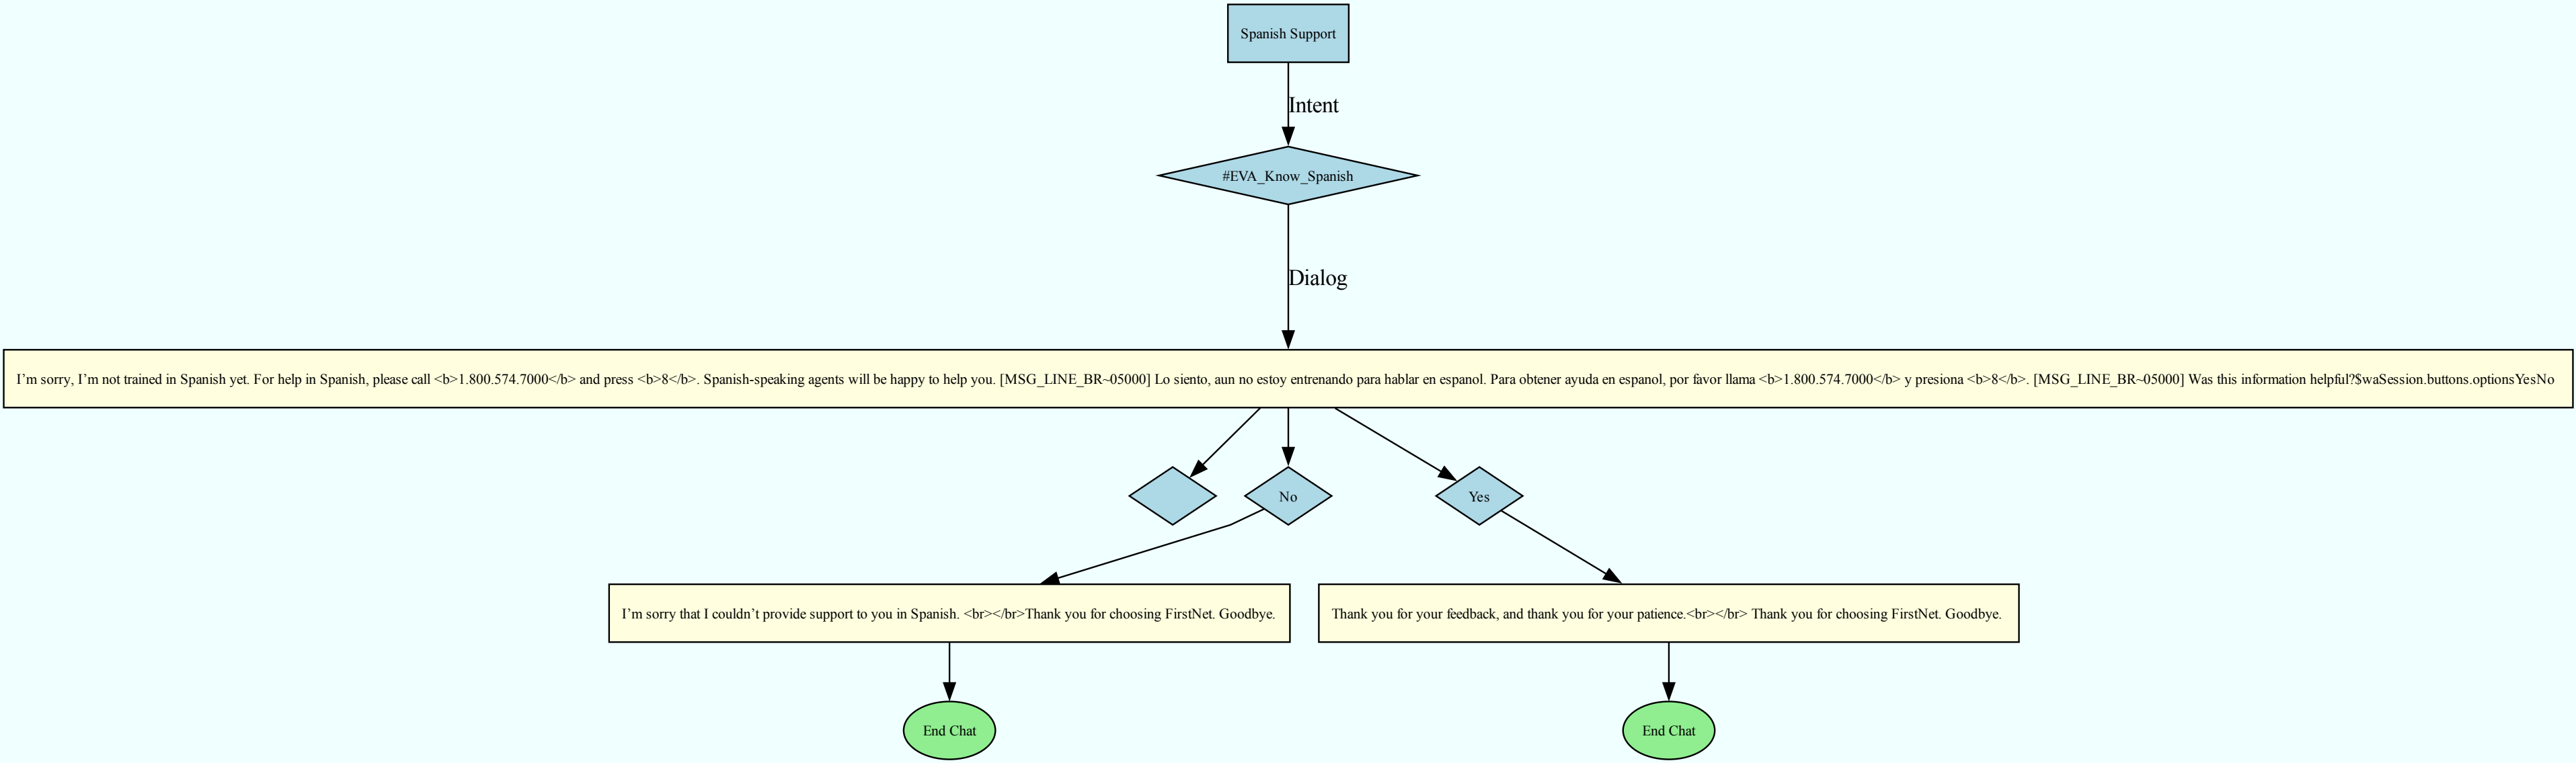 Spanish Support
Intent
#EVA_Know_Spanish
Dialog
I’m sorry, I’m not trained in Spanish yet. For help in Spanish, please call <b>1.800.574.7000</b> and press <b>8</b>. Spanish-speaking agents will be happy to help you. [MSG_LINE_BR~05000] Lo siento, aun no estoy entrenando para hablar en espanol. Para obtener ayuda en espanol, por favor llama <b>1.800.574.7000</b> y presiona <b>8</b>. [MSG_LINE_BR~05000] Was this information helpful?$waSession.buttons.optionsYesNo
No
Yes
I’m sorry that I couldn’t provide support to you in Spanish. <br></br>Thank you for choosing FirstNet. Goodbye.
Thank you for your feedback, and thank you for your patience.<br></br> Thank you for choosing FirstNet. Goodbye.
End Chat
End Chat